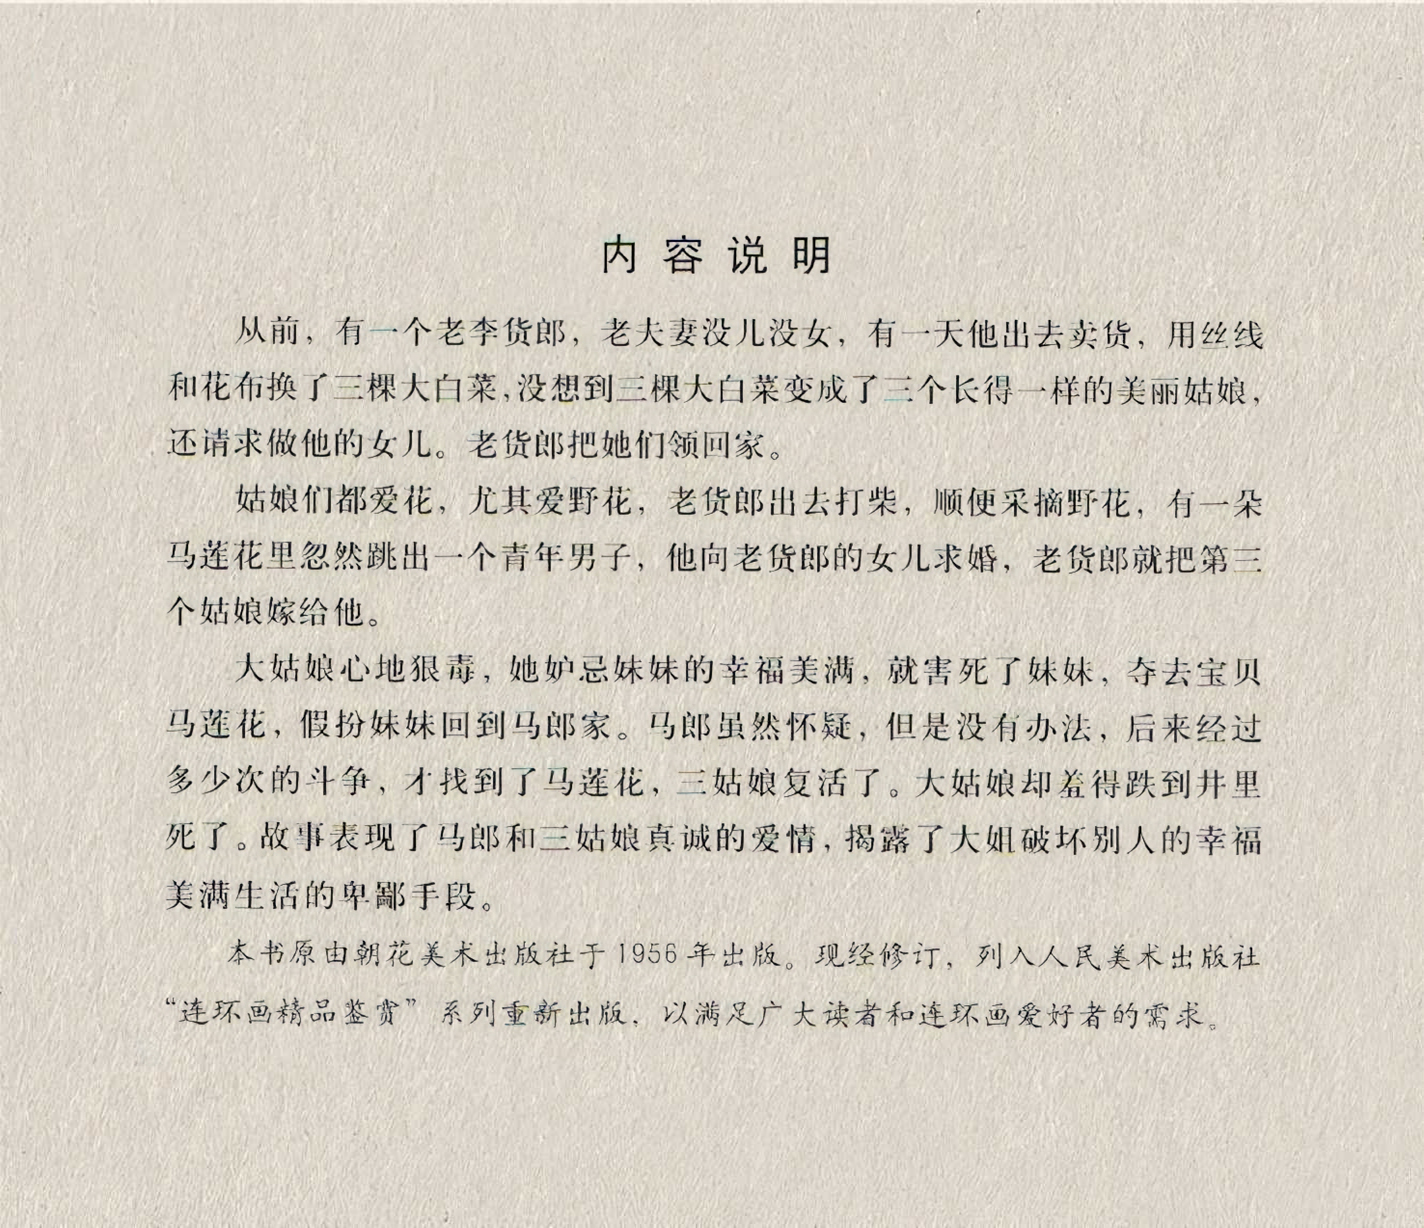 内容说明
从前，有一个老李货郎，老夫妻没儿没女，有一天他出去卖货，用丝线
和花布换了三棵大白菜，没想到三棵大白菜变成了三个长得一样的美丽姑娘，
还请求做他的女儿。老货郎把她们领回家。
姑娘们都爱花，尤其爱野花，老货郎出去打柴，顺便采摘野花，有一朵
马莲花里忽然跳出一个青年男子，他向老货郎的女儿求婚，老货郎就把第三
个姑娘嫁给他。
大姑娘心地狠毒，她妒忌妹妹的幸福美满，就害死了妹妹，夺去宝贝
马莲花，假扮妹妹回到马郎家。马郎虽然怀疑，但是没有办法，后来经过
多少次的斗争，才找到了马莲花，三姑娘复活了。大姑娘却羞得跌到井里
死了。故事表现了马郎和三姑娘真诚的爱情，揭露了大姐破坏别人的幸福
美满生活的卑鄙手段。
本书原由朝花美术出版社于1956年出版。现经修订，列入人民美术出版社
“连环画精品鉴赏”系列重新出版，以满足广大读者和连环画爱好者的需求。